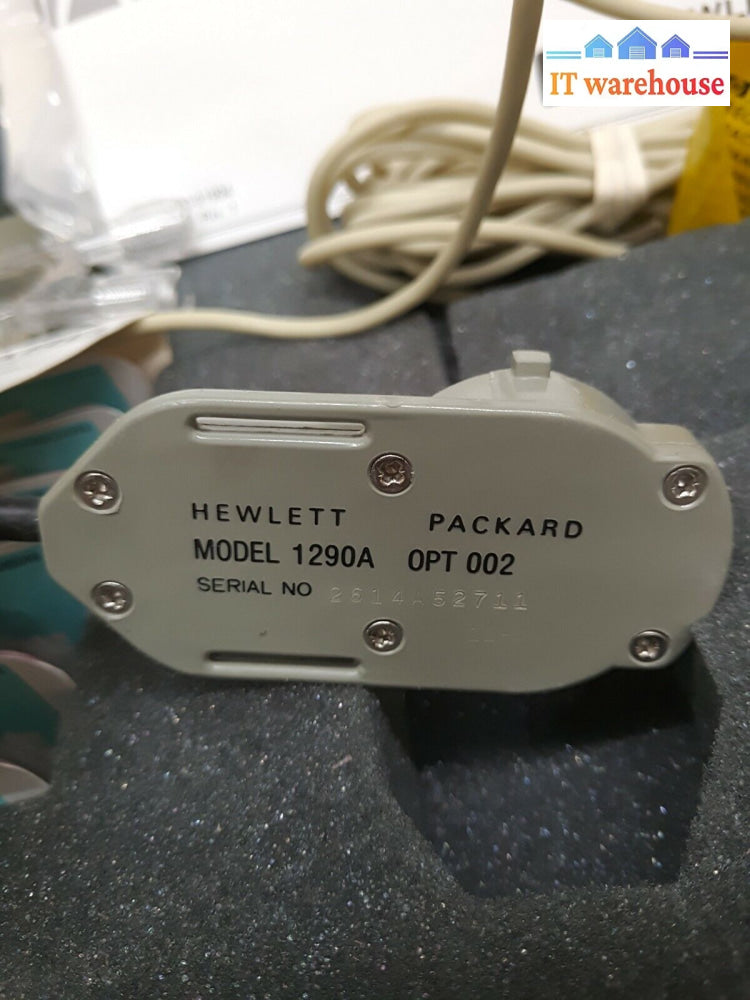 IT warehouse
HEWLETT PACKARD
MODEL 1290A OPT 002
SERIAL NO 2614A52711